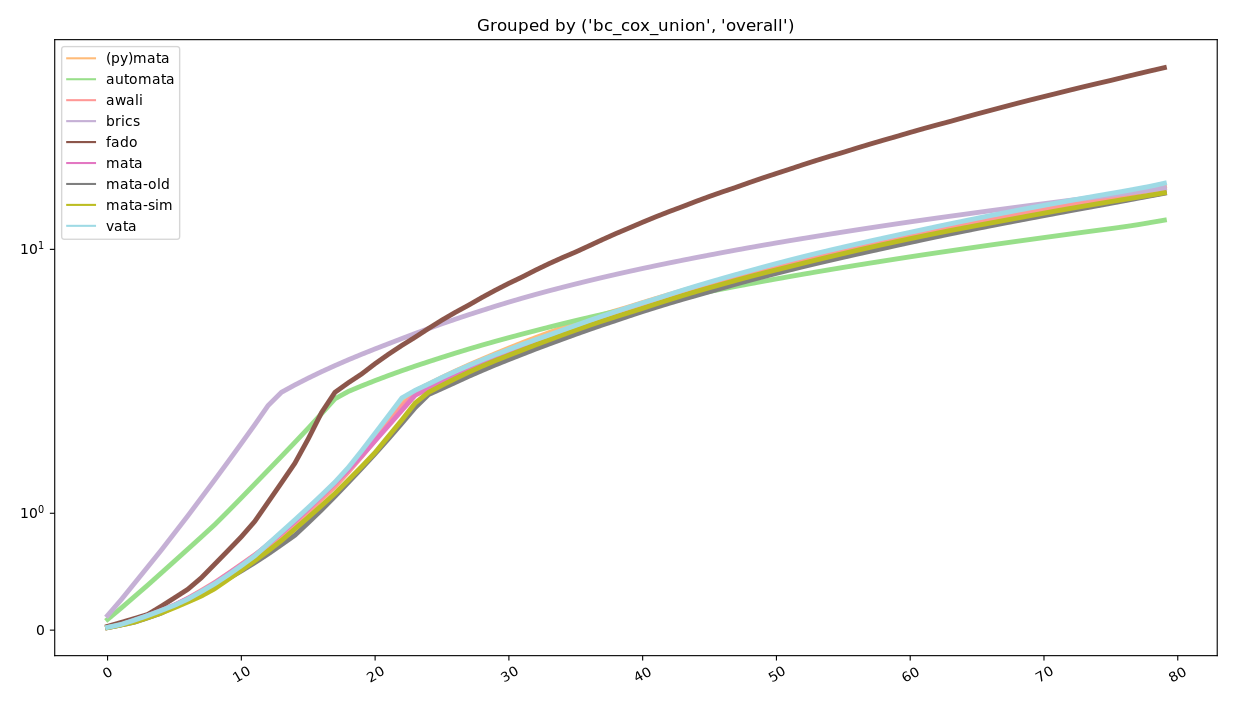 Grouped by ('bc_cox_union', 'overall')
(py)mata
automata
awali
brics
fado
mata
mata-old
mata-sim
vata
10¹
10⁰
0
0 10 20 30 40 50 60 70 80